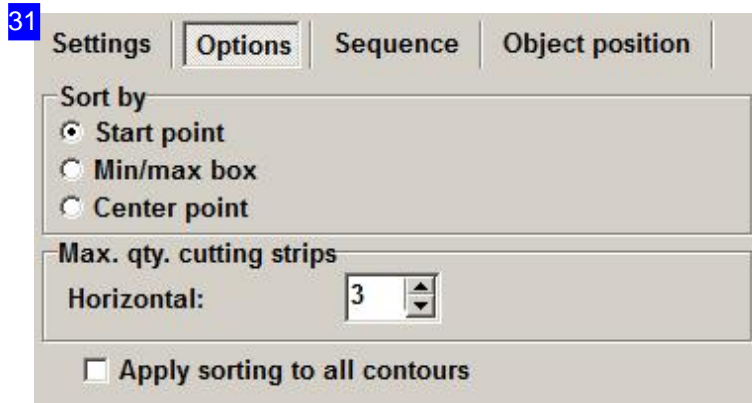 31
Settings Options Sequence Object position
Sort by
Start point
Min/max box
Center point
Max. qty. cutting strips
Horizontal: 3
Apply sorting to all contours